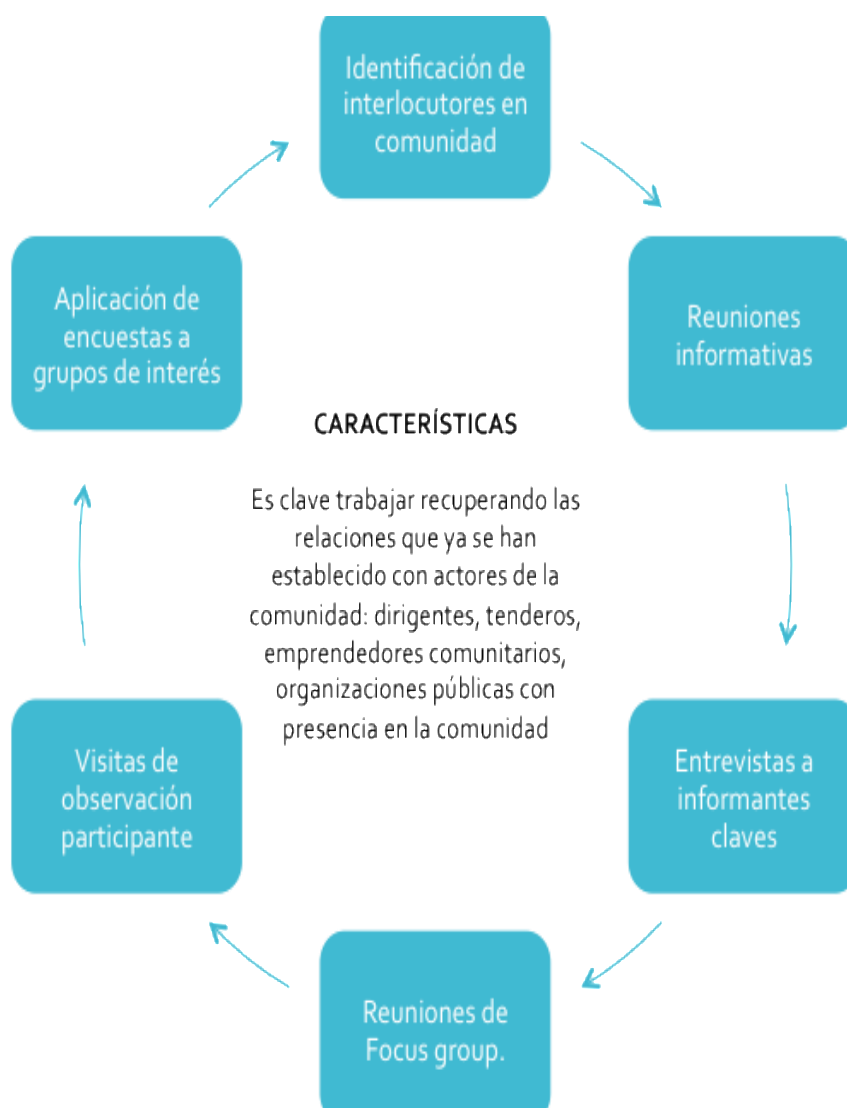 Identificación de
interlocutores en
comunidad
Reuniones
informativas
Entrevistas a
informantes
claves
Reuniones de
Focus group.
Visitas de
observación
participante
Aplicación de
encuestas a
grupos de interés
CARACTERÍSTICAS
Es clave trabajar recuperando las
relaciones que ya se han
establecido con actores de la
comunidad: dirigentes, tenderos,
emprendedores comunitarios,
organizaciones públicas con
presencia en la comunidad